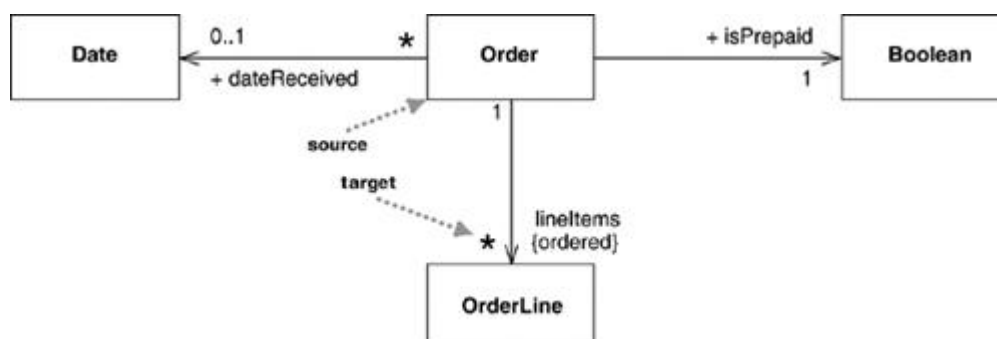 Date
0..1
*
+ dateReceived
Order
+ isPrepaid
1
Boolean
1
source
target
*
lineItems
{ordered}
OrderLine